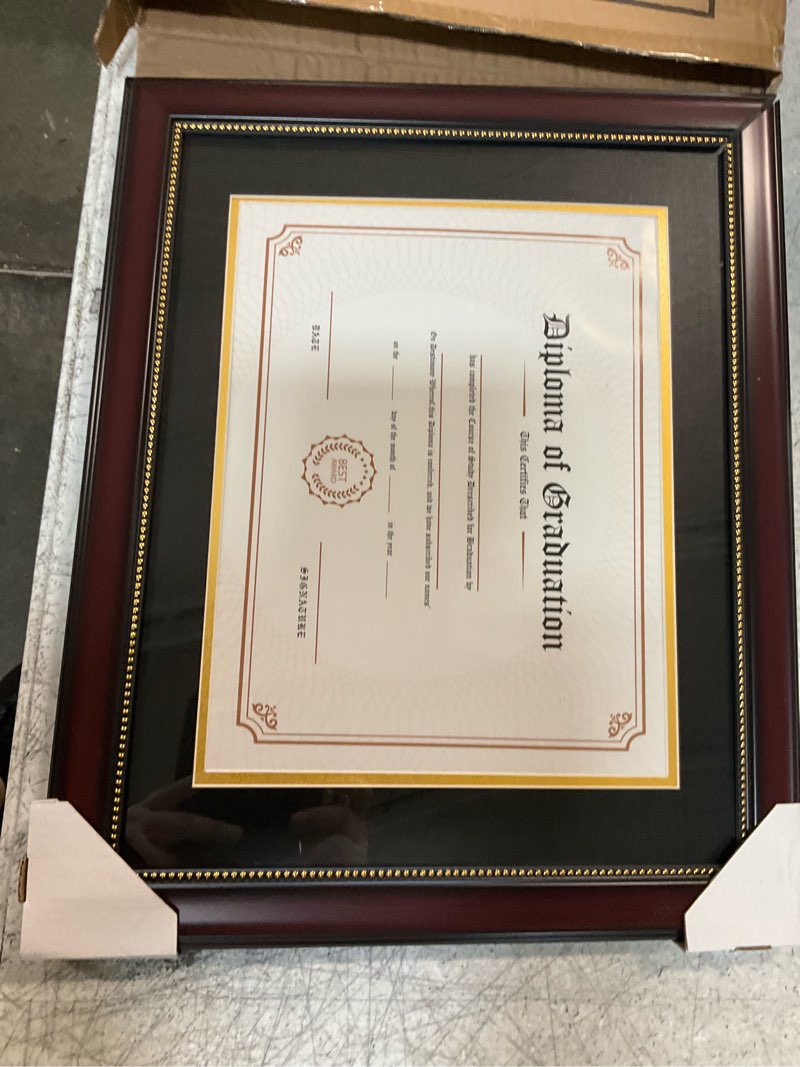 Diploma of Graduation
This Certifies That
has completed the Course of Study Prescribed for Graduation by
On Testimony Whereof,this Diploma is conferred, and we have subscribed our names'
on the day of the month of in the year
BEST
AWARD
DATE
SIGNATURE